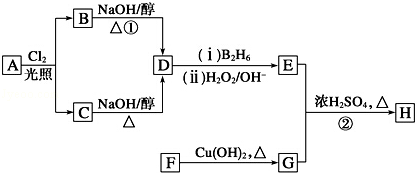 B NaOH/醇
△①
A Cl₂ 光照
D (ⅰ)B₂H₆ E
(ⅱ)H₂O₂/OH⁻
C NaOH/醇
△
浓H₂SO₄,△ H
②
F Cu(OH)₂,△ G